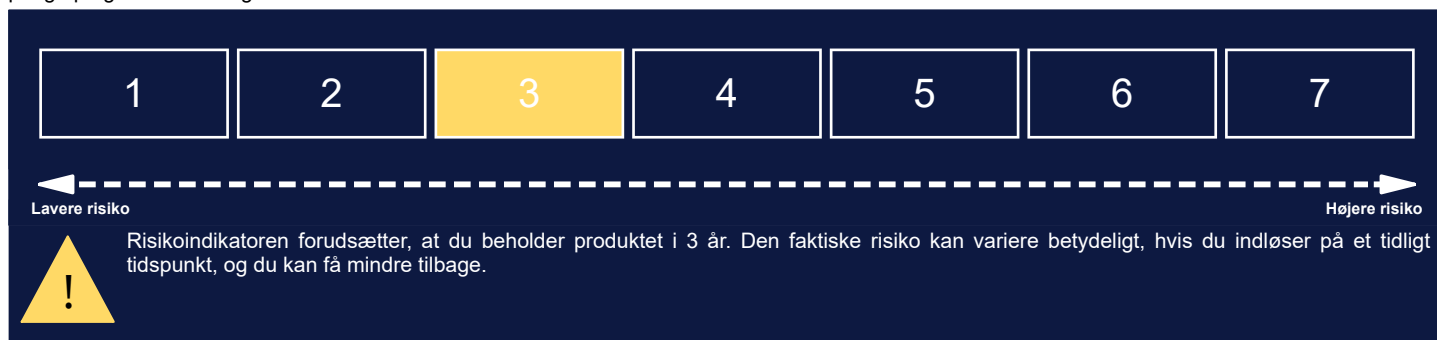 1 2 3 4 5 6 7
Lavere risiko Højere risiko
Risikoindikatoren forudsætter, at du beholder produktet i 3 år. Den faktiske risiko kan variere betydeligt, hvis du indløser på et tidligt
tidspunkt, og du kan få mindre tilbage.
!